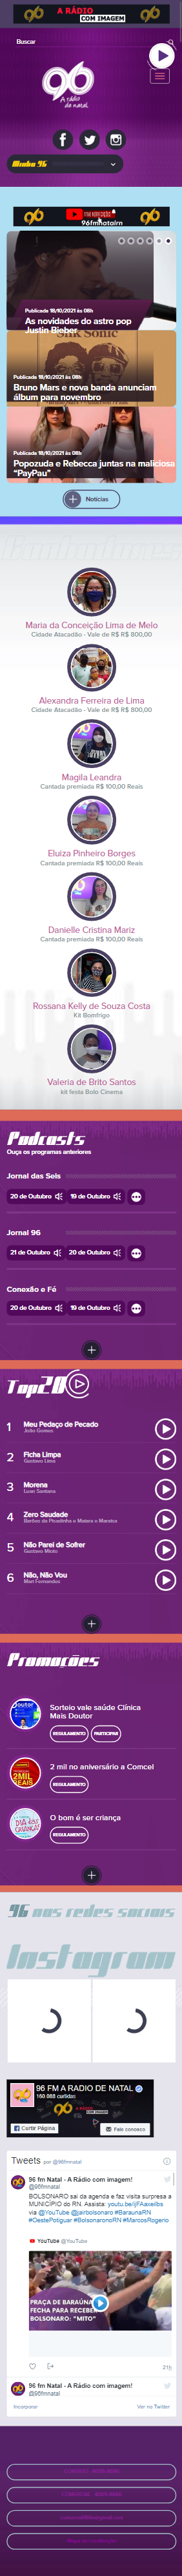 96
A RÁDIO
COM IMAGEM
96
Buscar
96
A rádio
de natal
f
Minha 96
96
96
96fmnatalrn
Publicada 18/10/2021 às 08h
As novidades do astro pop
Justin Bieber
Publicada 18/10/2021 às 08h
Bruno Mars e nova banda anunciam
álbum para novembro
Publicada 18/10/2021 às 08h
Popozuda e Rebecca juntas na maliciosa
“PayPau”
Notícias
Maria da Conceição Lima de Melo
Cidade Atacadão - Vale de R$ R$ 800,00
Alexandra Ferreira de Lima
Cidade Atacadão - Vale de R$ R$ 800,00
Magila Leandra
Cantada premiada R$ 100,00 Reais
Eluiza Pinheiro Borges
Cantada premiada R$ 100,00 Reais
Danielle Cristina Mariz
Cantada premiada R$ 100,00 Reais
Rossana Kelly de Souza Costa
Kit Bomfrigo
Valeria de Brito Santos
kit festa Bolo Cinema
Podcasts
Ouça os programas anteriores
Jornal das Seis
20 de Outubro
19 de Outubro
Jornal 96
21 de Outubro
20 de Outubro
Conexão e Fé
20 de Outubro
19 de Outubro
Top20
1 Meu Pedaço de Pecado
João Gomes
2 Ficha Limpa
Gusttavo Lima
3 Morena
Luan Santana
4 Zero Saudade
Barões da Pisadinha e Maiara e Maraisa
5 Não Parei de Sofrer
Gustavo Mioto
6 Não, Não Vou
Mari Fernandez
Promoções
Sorteio vale saúde Clínica
Mais Doutor
REGULAMENTO
PARTICIPAR
2 mil no aniversário a Comcel
REGULAMENTO
O bom é ser criança
REGULAMENTO
96 nas redes sociais
Instagram
96 FM A RADIO DE NATAL
160 088 curtidas
96
A RÁDIO
COM IMAGEM
96
Curtir Página
Fale conosco
Tweets por @96fmnatal
96 fm Natal - A Rádio com imagem!
@96fmnatal
BOLSONARO sai da agenda e faz visita surpresa a
MUNICÍPIO do RN. Assista:
via @YouTube @jairbolsonaro #BaraunaRN
#OestePotiguar #BolsonaronoRN #MarcosRogerio
YouTube @YouTube
PRAÇA DE BARAÚNA
FECHA PARA RECEBER
BOLSONARO: "MITO"
21h
96 fm Natal - A Rádio com imagem!
@96fmnatal
Incorporar
Ver no Twitter